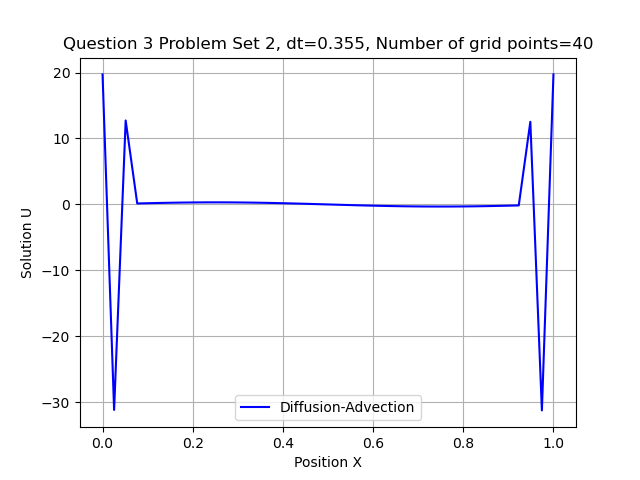 Question 3 Problem Set 2, dt=0.355, Number of grid points=40
20
10
0
−10
−20
−30
Solution U
Diffusion-Advection
0.0 0.2 0.4 0.6 0.8 1.0
Position X